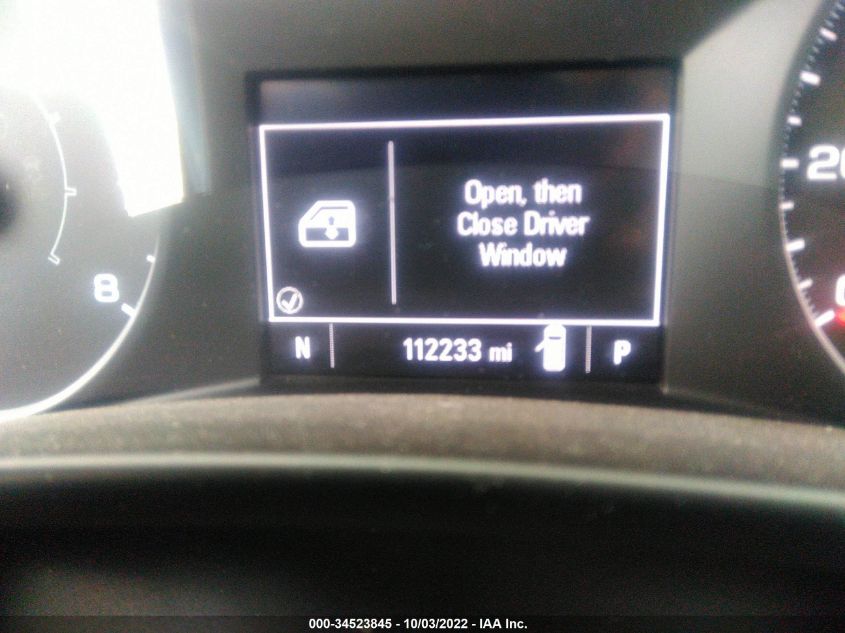 Open, then
Close Driver
Window
8
N
112233 mi
P
000-34523845 - 10/03/2022 - IAA Inc.